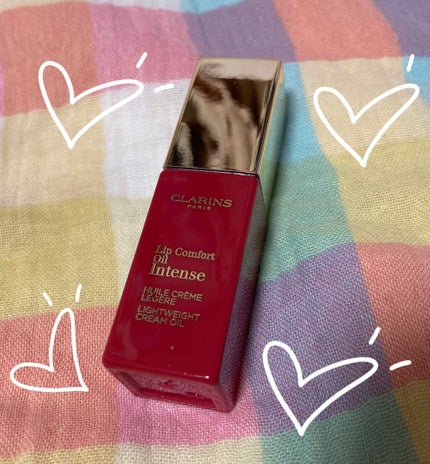 CLARINS
PARIS
Lip Comfort
Oil
Intense
HUILE CRÈME
LÉGÈRE
LIGHTWEIGHT
CREAM OIL